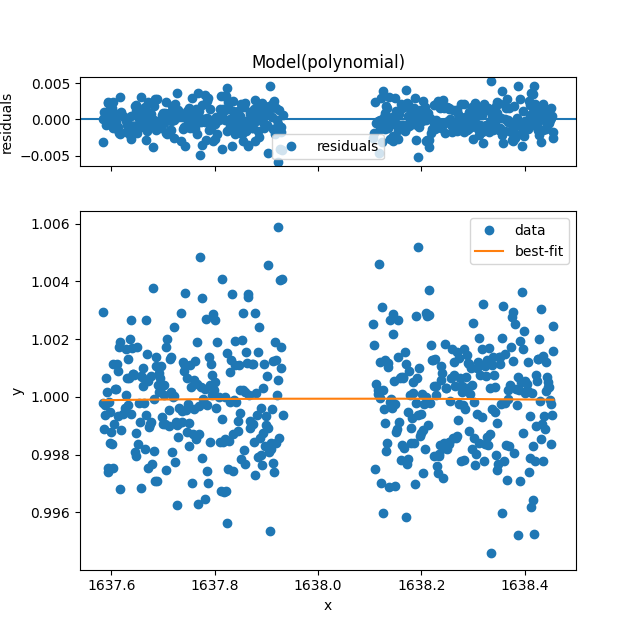 Model(polynomial)
0.005
0.000
−0.005
residuals
residuals
1.006
1.004
1.002
1.000
0.998
0.996
y
data
best-fit
1637.6
1637.8
1638.0
1638.2
1638.4
x